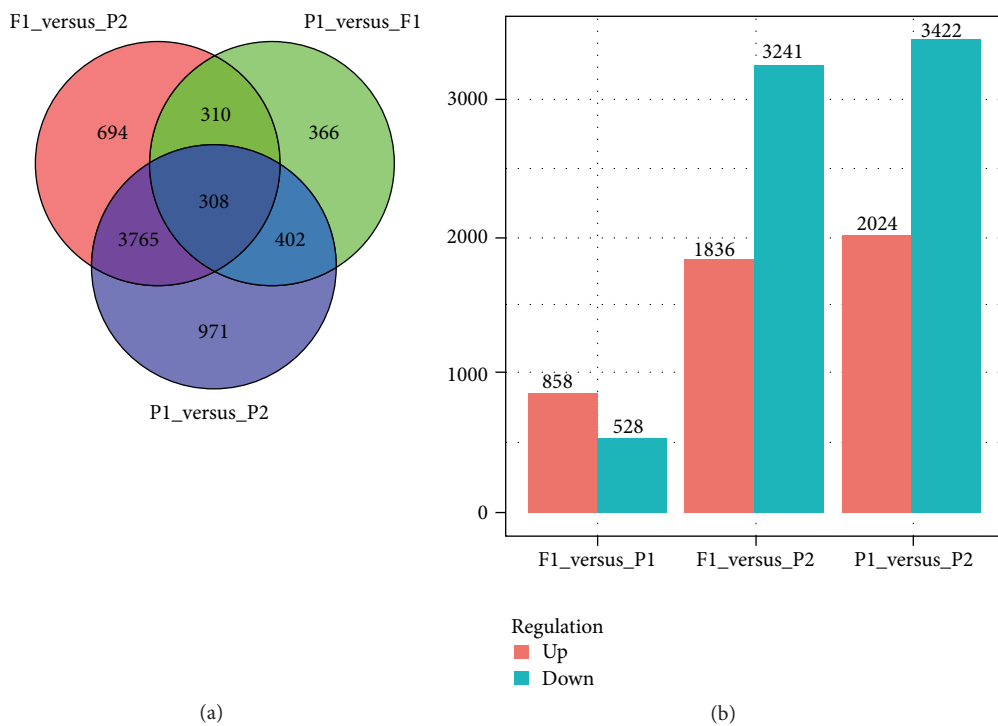 F1_versus_P2
P1_versus_F1
694
310
366
308
3765
402
971
P1_versus_P2
(a)
3000
2000
1000
0
858
528
1836
3241
2024
3422
F1_versus_P1
F1_versus_P2
P1_versus_P2
Regulation
Up
Down
(b)